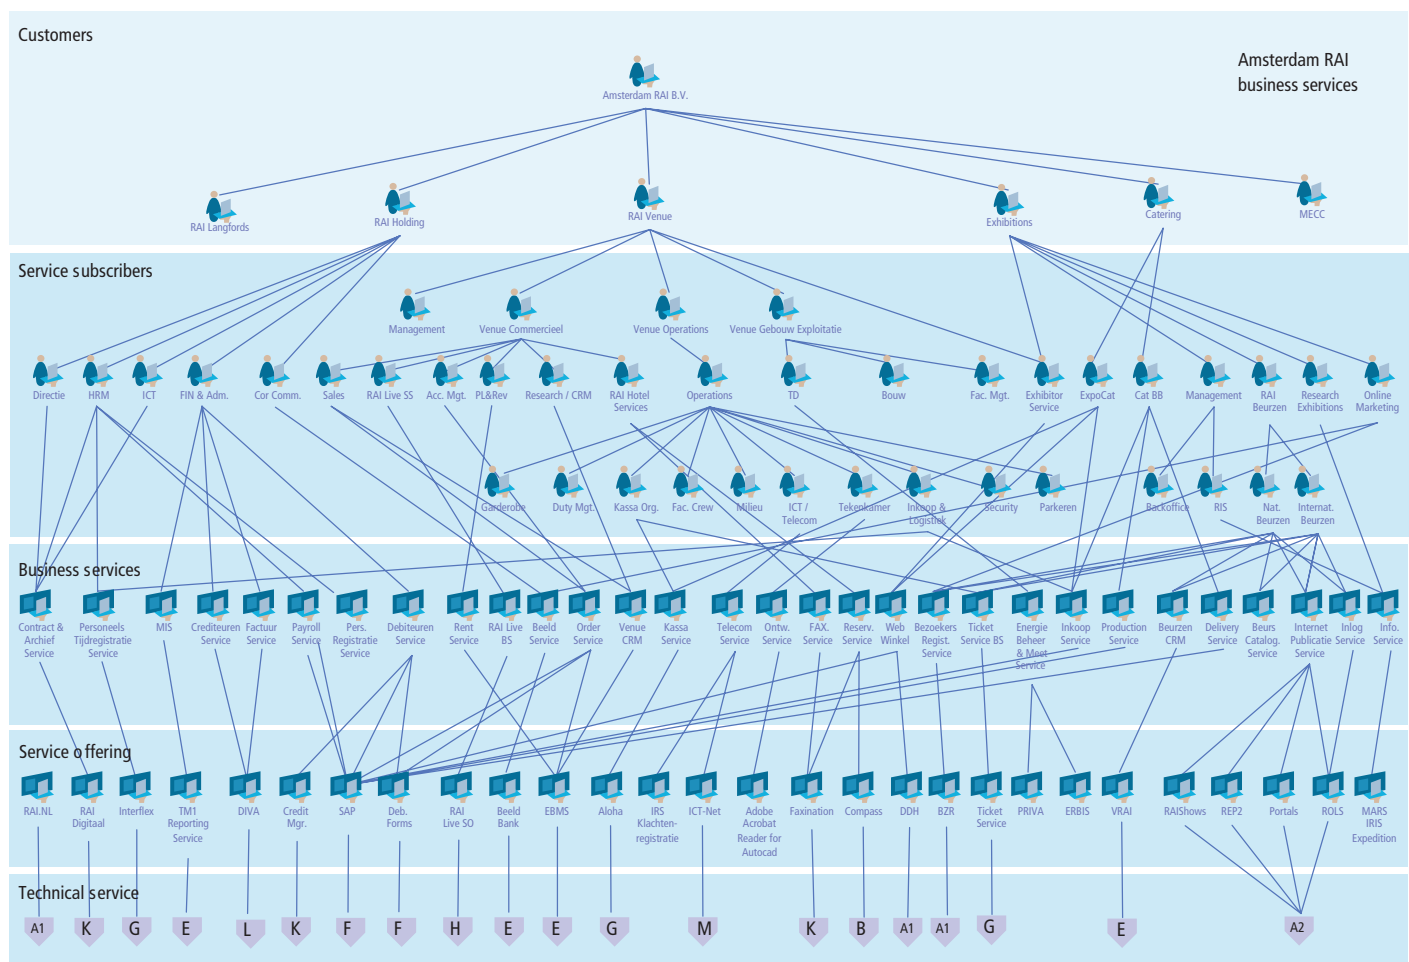 Customers
Amsterdam RAI
business services
Amsterdam RAI B.V.
RAI Langfords
RAI Holding
RAI Venue
Exhibitions
Catering
MECC
Service subscribers
Management
Venue Commercieel
Venue Operations
Venue Gebouw Exploitatie
Directie
HRM
ICT
FIN & Adm.
Cor Comm.
Sales
RAI Live SS
Acc. Mgt.
PL&Rev
Research / CRM
RAI Hotel
Services
Operations
TD
Bouw
Fac. Mgt.
Exhibitor
Service
ExpoCat
Cat BB
Management
RAI
Beurzen
Research
Exhibitions
Online
Marketing
Garderobe
Duty Mgt.
Kassa Org.
Fac. Crew
Milieu
ICT /
Telecom
Tekenkamer
Inkoop &
Logistiek
Security
Parkeren
Backoffice
RIS
Nat.
Beurzen
Internat.
Beurzen
Business services
Contract &
Archief
Service
Personeels
Tijdregistratie
Service
MIS
Crediteuren
Service
Factuur
Service
Payroll
Service
Pers.
Registratie
Service
Debiteuren
Service
Rent
Service
RAI Live
BS
Beeld
Service
Order
Service
Venue
CRM
Kassa
Service
Telecom
Service
Ontw.
Service
FAX.
Service
Reserv.
Service
Web
Winkel
Bezoekers
Regist.
Service
Ticket
Service BS
Energie
Beheer
& Meet
Service
Inkoop
Service
Production
Service
Beurzen
CRM
Delivery
Service
Beurs
Catalog.
Service
Internet
Publicatie
Service
Inlog
Service
Info.
Service
Service offering
RAI.NL
RAI
Digitaal
Interflex
TM1
Reporting
Service
DIVA
Credit
Mgr.
SAP
Deb.
Forms
RAI
Live SO
Beeld
Bank
EBMS
Aloha
IRS
Klachten-
registratie
ICT-Net
Adobe
Acrobat
Reader for
Autocad
Faxination
Compass
DDH
BZR
Ticket
Service
PRIVA
ERBIS
VRAI
RAIShows
REP2
Portals
ROLS
MARS
IRIS
Expedition
Technical service
A1
K
G
E
L
K
F
F
H
E
E
G
M
K
B
A1
A1
G
E
A2